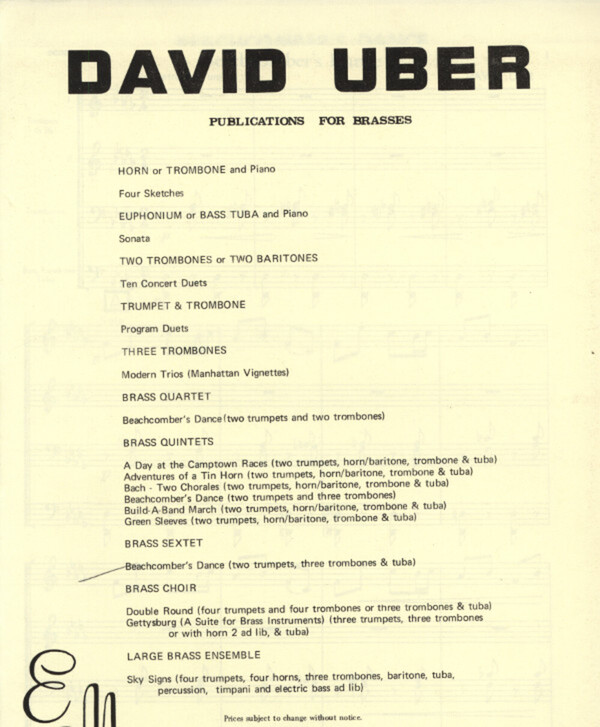 DAVID UBER
PUBLICATIONS FOR BRASSES
HORN or TROMBONE and Piano
Four Sketches
EUPHONIUM or BASS TUBA and Piano
Sonata
TWO TROMBONES or TWO BARITONES
Ten Concert Duets
TRUMPET & TROMBONE
Program Duets
THREE TROMBONES
Modern Trios (Manhattan Vignettes)
BRASS QUARTET
Beachcomber's Dance (two trumpets and two trombones)
BRASS QUINTETS
A Day at the Camptown Races (two trumpets, horn/baritone, trombone & tuba)
Adventures of a Tin Horn (two trumpets, horn/baritone, trombone & tuba)
Bach - Two Chorales (two trumpets, horn/baritone, trombone & tuba)
Beachcomber's Dance (two trumpets and three trombones)
Build-A-Band March (two trumpets, horn/baritone, trombone & tuba)
Green Sleeves (two trumpets, horn/baritone, trombone & tuba)
BRASS SEXTET
Beachcomber's Dance (two trumpets, three trombones & tuba)
BRASS CHOIR
Double Round (four trumpets and four trombones or three trombones & tuba)
Gettysburg (A Suite for Brass Instruments) (three trumpets, three trombones
or with horn 2 ad lib, & tuba)
LARGE BRASS ENSEMBLE
Sky Signs (four trumpets, four horns, three trombones, baritone, tuba,
percussion, timpani and electric bass ad lib)
E
M
Prices subject to change without notice.